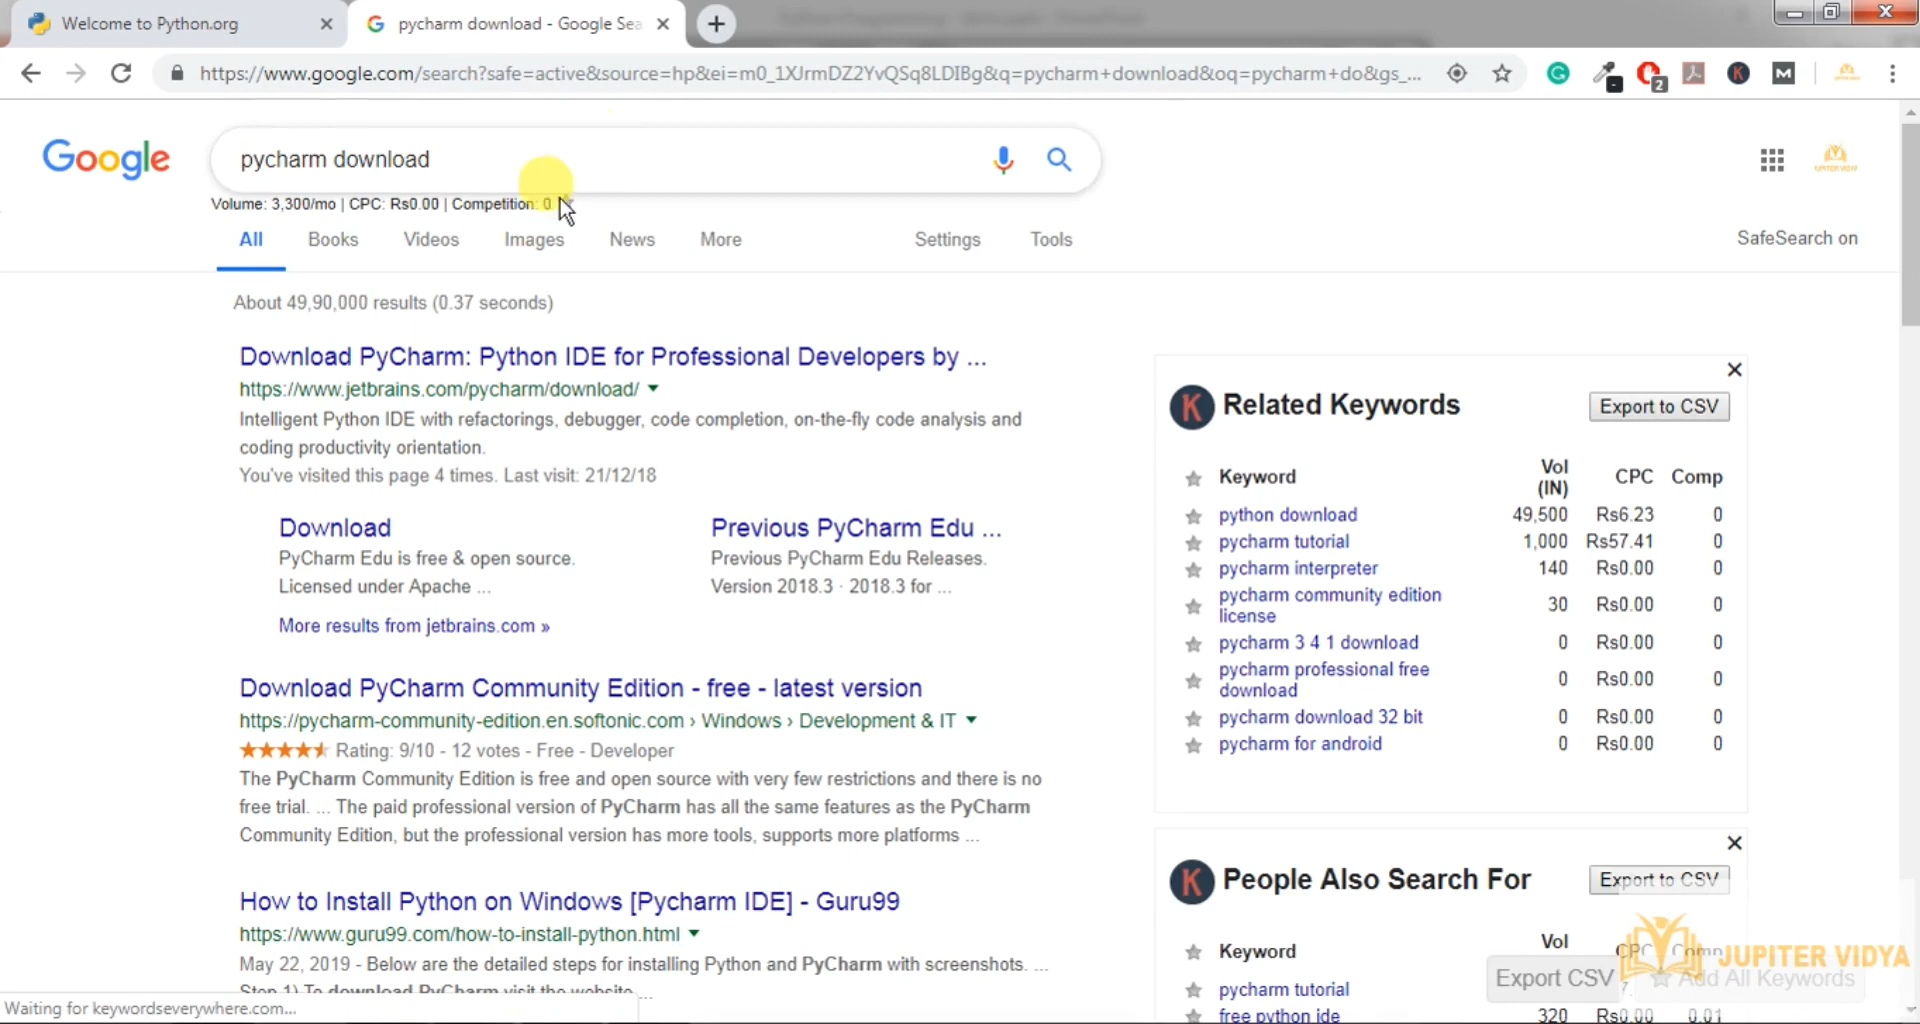 Welcome to Python.org
pycharm download - Google Sea
https://www.google.com/search?safe=active&source=hp&ei=m0_1XJrmDZ2YvQSq8LDIBg&q=pycharm+download&oq=pycharm+do&gs_...
2
Google
pycharm download
JUPITER VIDYA
Volume: 3,300/mo | CPC: Rs0.00 | Competition: 0
All Books Videos Images News More Settings Tools SafeSearch on
About 49,90,000 results (0.37 seconds)
Download PyCharm: Python IDE for Professional Developers by ...
https://www.jetbrains.com/pycharm/download/
Intelligent Python IDE with refactorings, debugger, code completion, on-the-fly code analysis and
coding productivity orientation.
You've visited this page 4 times. Last visit: 21/12/18
Download
PyCharm Edu is free & open source.
Licensed under Apache ...
Previous PyCharm Edu ...
Previous PyCharm Edu Releases.
Version 2018.3 · 2018.3 for ...
More results from jetbrains.com »
Download PyCharm Community Edition - free - latest version
https://pycharm-community-edition.en.softonic.com › Windows › Development & IT
Rating: 9/10 - 12 votes - Free - Developer
The PyCharm Community Edition is free and open source with very few restrictions and there is no
free trial. ... The paid professional version of PyCharm has all the same features as the PyCharm
Community Edition, but the professional version has more tools, supports more platforms ...
How to Install Python on Windows [Pycharm IDE] - Guru99
https://www.guru99.com/how-to-install-python.html
May 22, 2019 - Below are the detailed steps for installing Python and PyCharm with screenshots. ...
Step 1) To download PyCharm visit the website ...
Waiting for keywordseverywhere.com...
K Related Keywords Export to CSV
Keyword Vol (IN) CPC Comp
python download 49,500 Rs6.23 0
pycharm tutorial 1,000 Rs57.41 0
pycharm interpreter 140 Rs0.00 0
pycharm community edition
license 30 Rs0.00 0
pycharm 3 4 1 download 0 Rs0.00 0
pycharm professional free
download 0 Rs0.00 0
pycharm download 32 bit 0 Rs0.00 0
pycharm for android 0 Rs0.00 0
K People Also Search For Export to CSV
Keyword Vol CPC Comp
pycharm tutorial
free python ide 320 Rs0.00 0.01
Export CSV Add All Keywords
JUPITER VIDYA